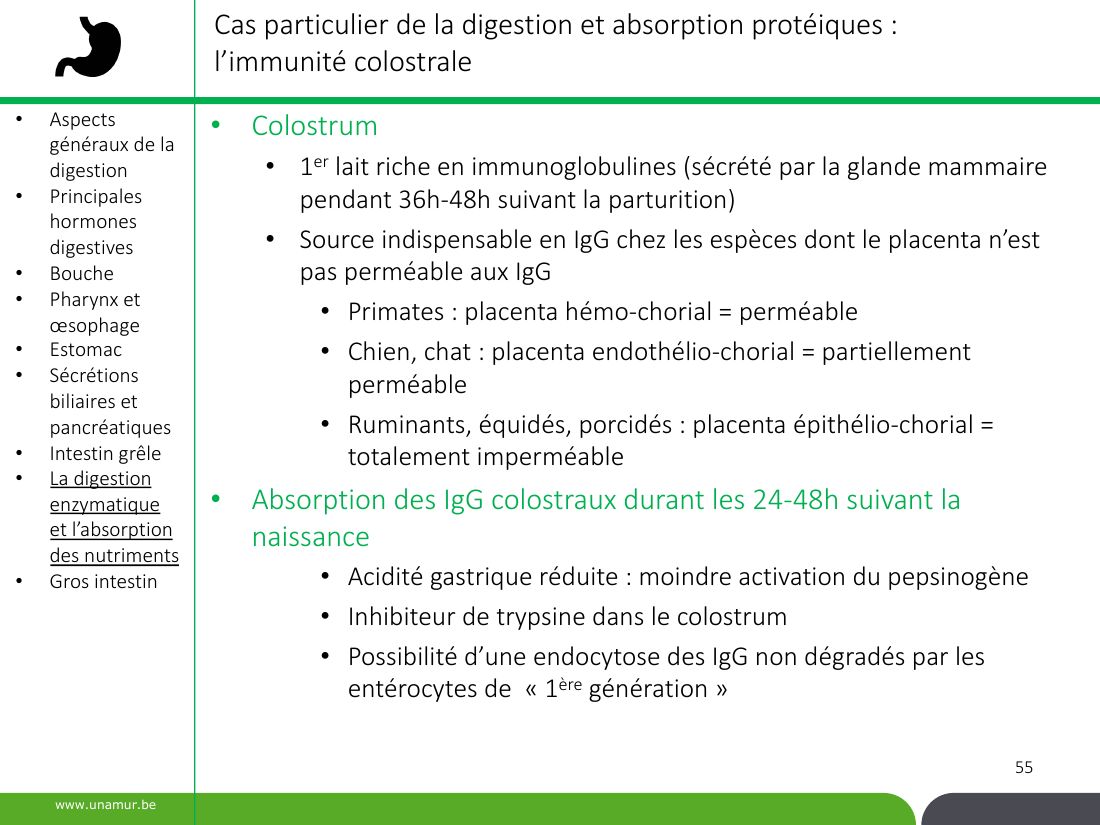 Cas particulier de la digestion et absorption protéiques :
l’immunité colostrale
• Aspects
généraux de la
digestion
• Principales
hormones
digestives
• Bouche
• Pharynx et
œsophage
• Estomac
• Sécrétions
biliaires et
pancréatiques
• Intestin grêle
• La digestion
enzymatique
et l’absorption
des nutriments
• Gros intestin
• Colostrum
• 1er lait riche en immunoglobulines (sécrété par la glande mammaire
pendant 36h-48h suivant la parturition)
• Source indispensable en IgG chez les espèces dont le placenta n’est
pas perméable aux IgG
• Primates : placenta hémo-chorial = perméable
• Chien, chat : placenta endothélio-chorial = partiellement
perméable
• Ruminants, équidés, porcidés : placenta épithélio-chorial =
totalement imperméable
• Absorption des IgG colostraux durant les 24-48h suivant la
naissance
• Acidité gastrique réduite : moindre activation du pepsinogène
• Inhibiteur de trypsine dans le colostrum
• Possibilité d’une endocytose des IgG non dégradés par les
entérocytes de « 1ère génération »
55
www.unamur.be